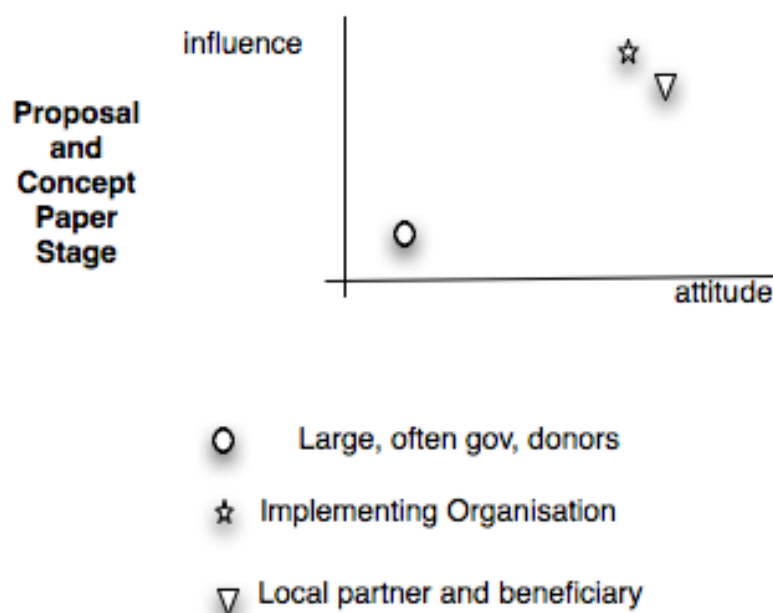 influence
Proposal
and
Concept
Paper
Stage
attitude
Large, often gov, donors
Implementing Organisation
Local partner and beneficiary